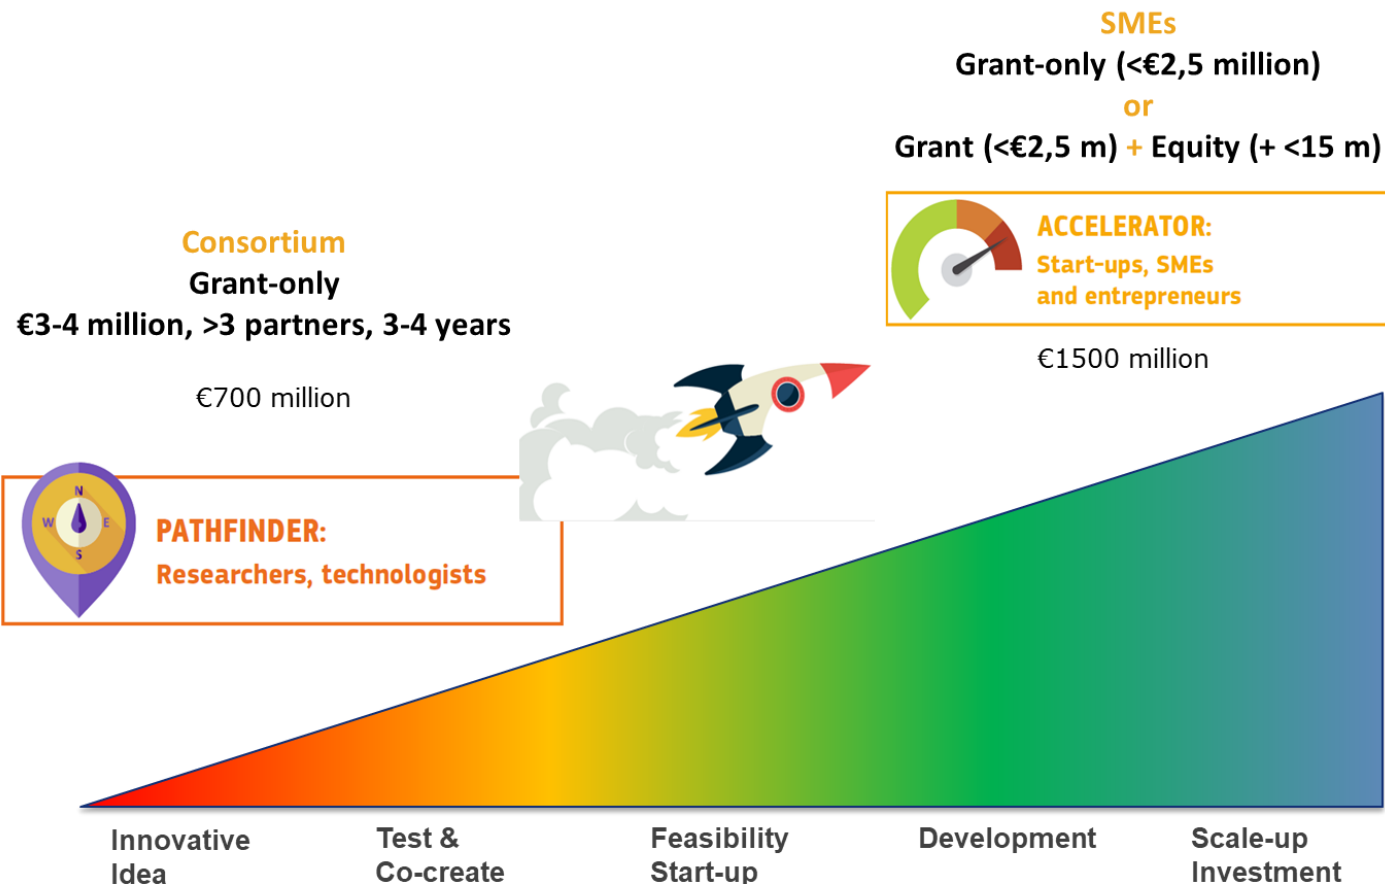 SMEs
Grant-only (<€2,5 million)
or
Grant (<€2,5 m) + Equity (+ <15 m)
ACCELERATOR:
Start-ups, SMEs
and entrepreneurs
€1500 million
Consortium
Grant-only
€3-4 million, >3 partners, 3-4 years
€700 million
N
W E
S
PATHFINDER:
Researchers, technologists
Innovative
Idea
Test &
Co-create
Feasibility
Start-up
Development
Scale-up
Investment